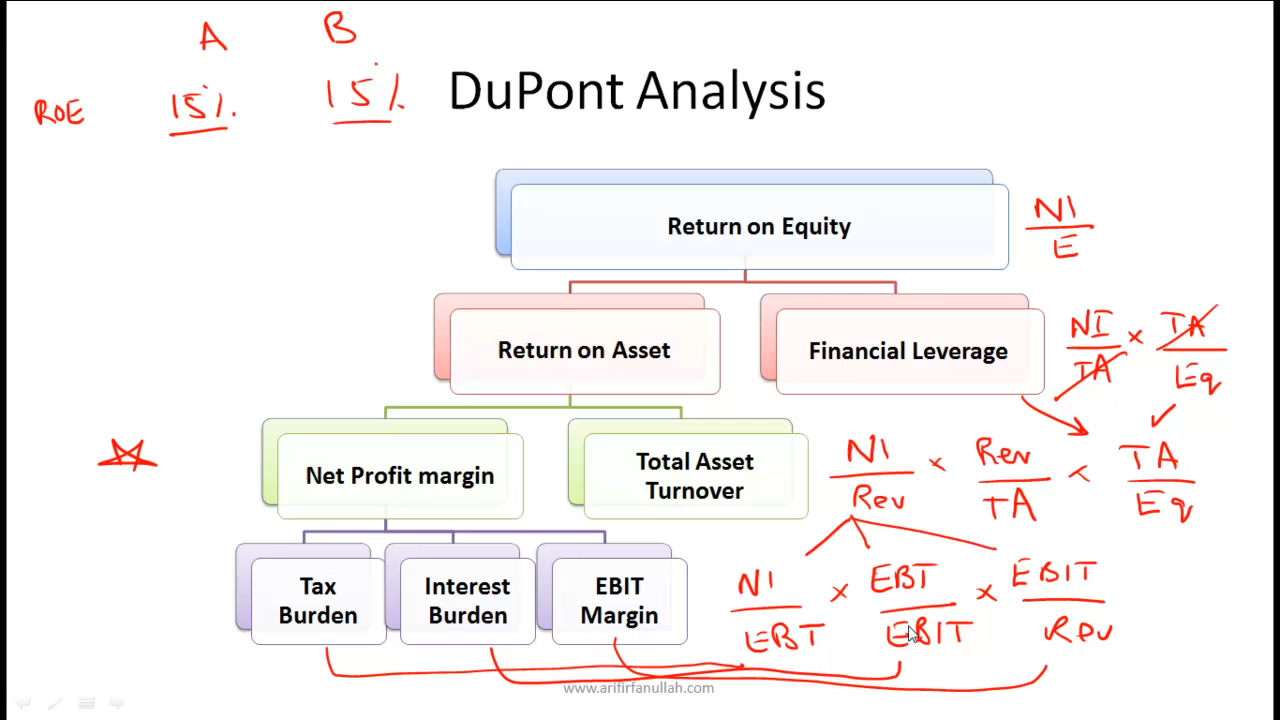 A B
DuPont Analysis
ROE 15% 15%
Return on Equity
NI
E
Return on Asset
Financial Leverage
NI × TA
TA Eq
Net Profit margin
Total Asset
Turnover
NI × Rev × TA
Rev TA Eq
Tax
Burden
Interest
Burden
EBIT
Margin
NI × EBT × EBIT
EBT EBIT Rev
www.arifirfanullah.com